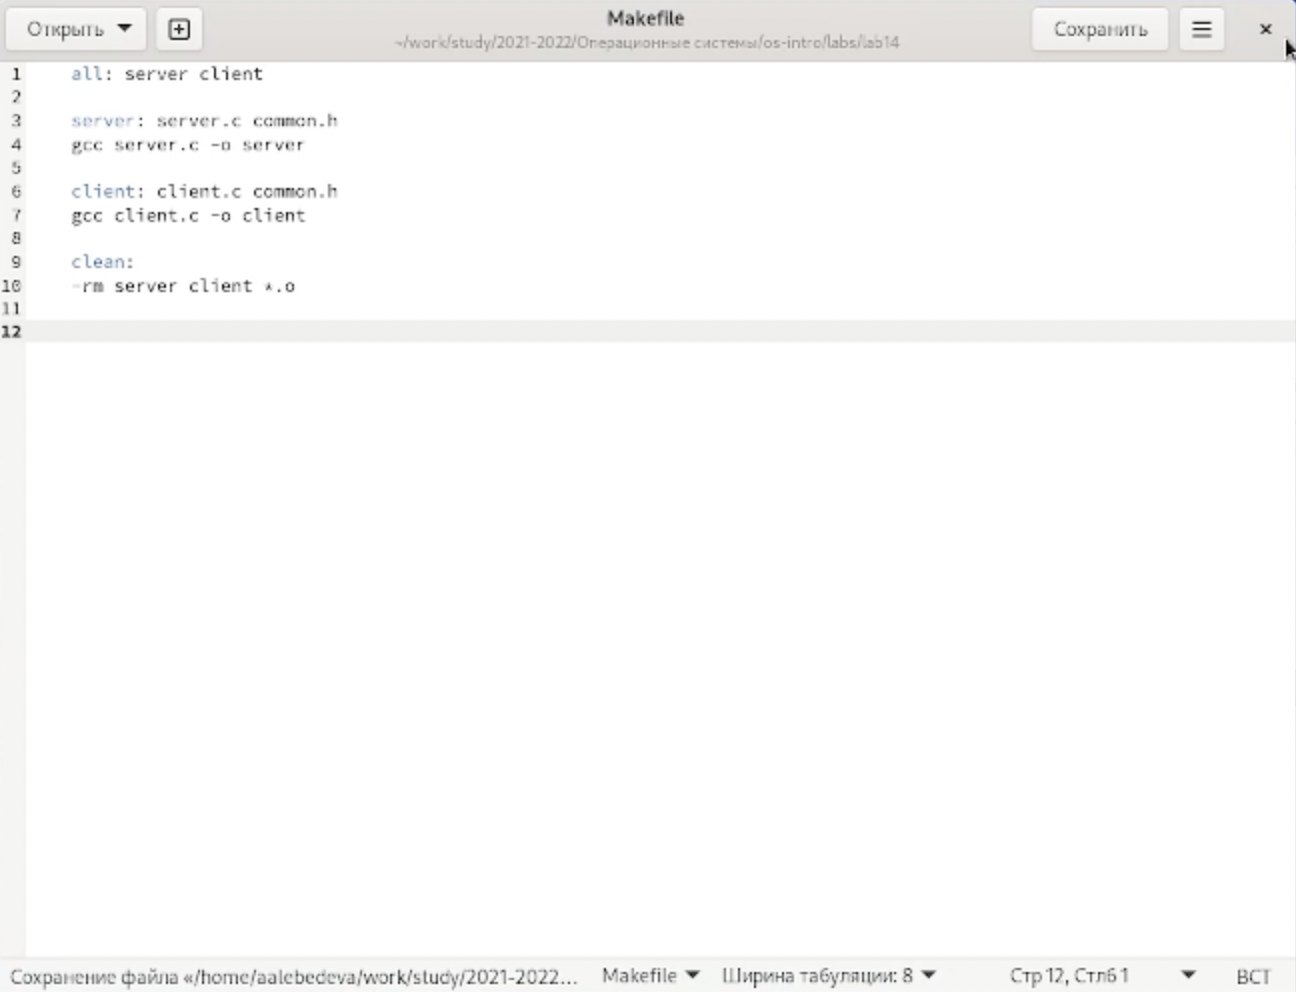 Открыть
Makefile
~/work/study/2021-2022/Операционные системы/os-intro/labs/lab14
Сохранить
1 all: server client
2
3 server: server.c common.h
4 gcc server.c -o server
5
6 client: client.c common.h
7 gcc client.c -o client
8
9 clean:
10 -rm server client *.o
11
12
Сохранение файла «/home/aalebedeva/work/study/2021-2022... Makefile Ширина табуляции: 8 Стр 12, Стлб 1 ВСТ